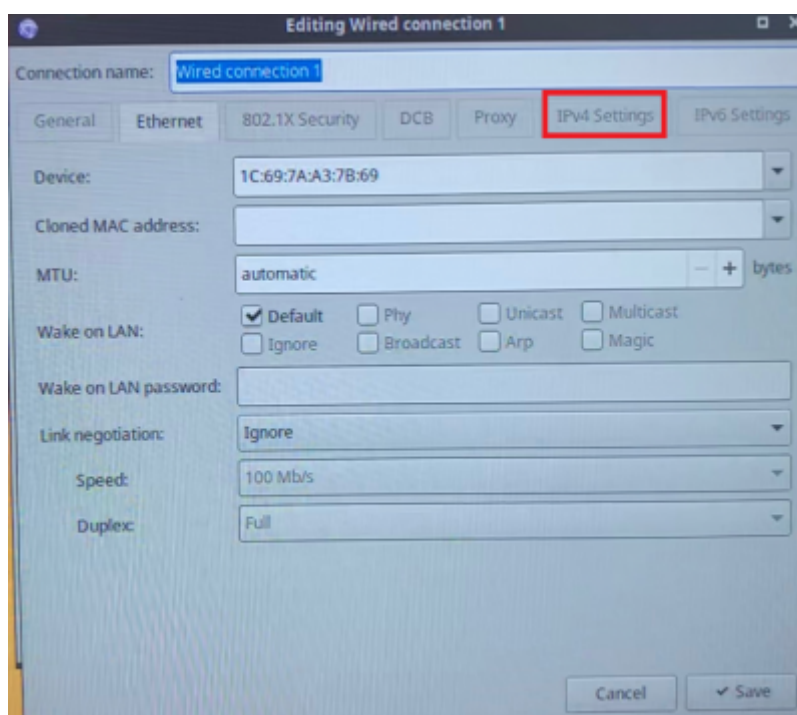 Editing Wired connection 1
Connection name: Wired connection 1
General Ethernet 802.1X Security DCB Proxy IPv4 Settings IPv6 Settings
Device: 1C:69:7A:A3:7B:69
Cloned MAC address:
MTU: automatic bytes
Wake on LAN: Default Phy Unicast Multicast
Ignore Broadcast Arp Magic
Wake on LAN password:
Link negotiation: Ignore
Speed: 100 Mb/s
Duplex: Full
Cancel Save